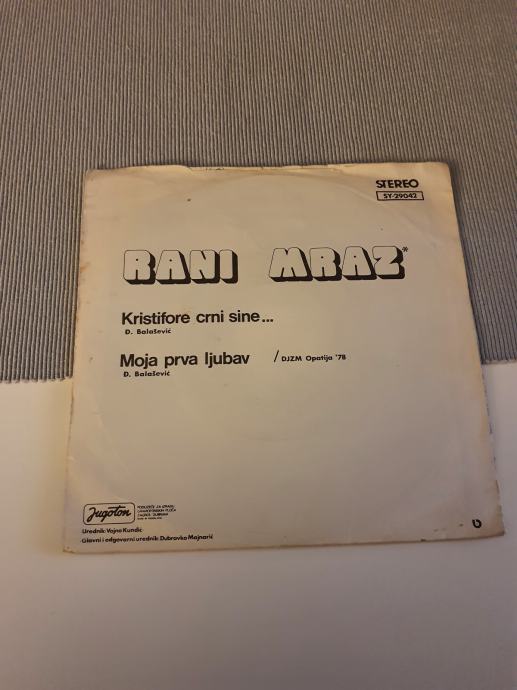 STEREO
SY-29042
RANI MRAZ*
Kristifore crni sine...
Đ. Balašević
Moja prva ljubav / DJZM Opatija '78
Đ. Balašević
Jugoton
Urednik: Vojno Kundić
Glavni i odgovorni urednik Dubravko Majnarić